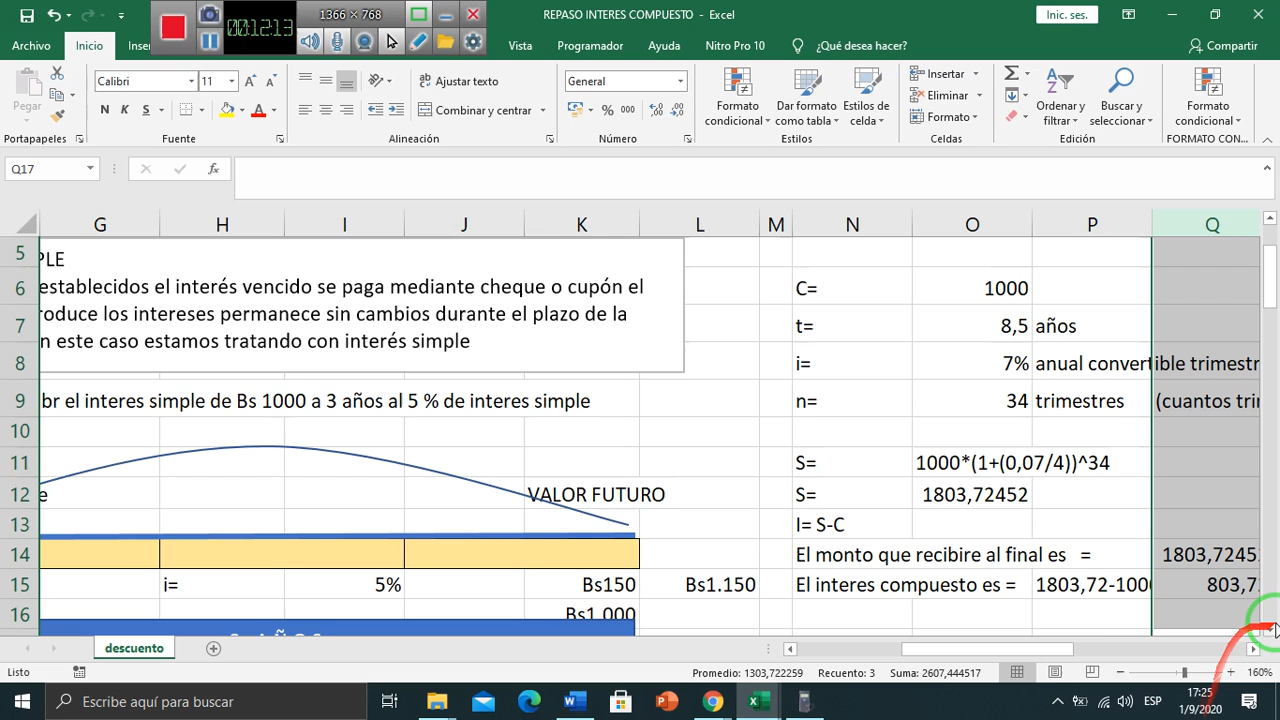 1366 × 768
REPASO INTERES COMPUESTO - Excel
Inic. ses.
00:12:13
Archivo Inicio Inser Vista Programador Ayuda Nitro Pro 10 ¿Qué desea hacer? Compartir
Pegar
Calibri 11
Ajustar texto
General
Formato condicional
Dar formato como tabla
Estilos de celda
Insertar
Eliminar
Formato
Ordenar y filtrar
Buscar y seleccionar
Formato condicional
N K S
Combinar y centrar
% 000
Portapapeles Fuente Alineación Número Estilos Celdas Edición FORMATO CON...
Q17 fx
G H I J K L M N O P Q
5 PLE
6 establecidos el interés vencido se paga mediante cheque o cupón el C= 1000
7 roduce los intereses permanece sin cambios durante el plazo de la t= 8,5 años
8 n este caso estamos tratando con interés simple i= 7% anual convertible trimestr
9 br el interes simple de Bs 1000 a 3 años al 5 % de interes simple n= 34 trimestres (cuantos trir
10
11 S= 1000*(1+(0,07/4))^34
12 e VALOR FUTURO S= 1803,72452
13 I= S-C
14 El monto que recibire al final es = 1803,7245
15 i= 5% Bs150 Bs1.150 El interes compuesto es = 1803,72-1000 803,7
16 Bs1.000
descuento
Listo Promedio: 1303,722259 Recuento: 3 Suma: 2607,444517 160%
Escribe aquí para buscar
ESP
17:25
1/9/2020